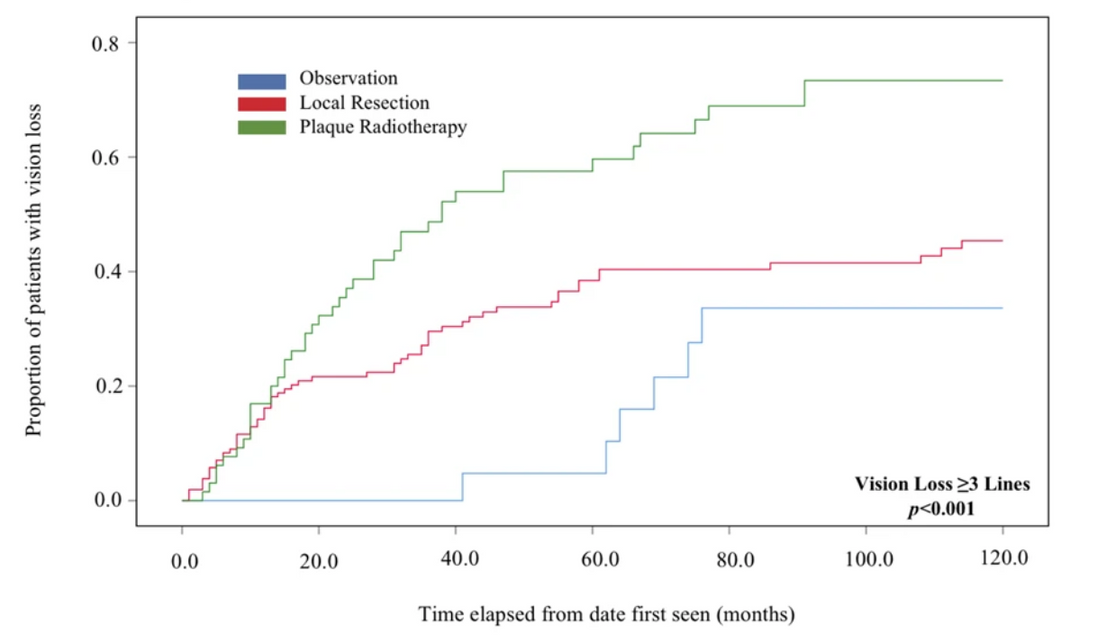 Proportion of patients with vision loss
0.8
0.6
0.4
0.2
0.0
Observation
Local Resection
Plaque Radiotherapy
Vision Loss ≥3 Lines
p<0.001
0.0 20.0 40.0 60.0 80.0 100.0 120.0
Time elapsed from date first seen (months)